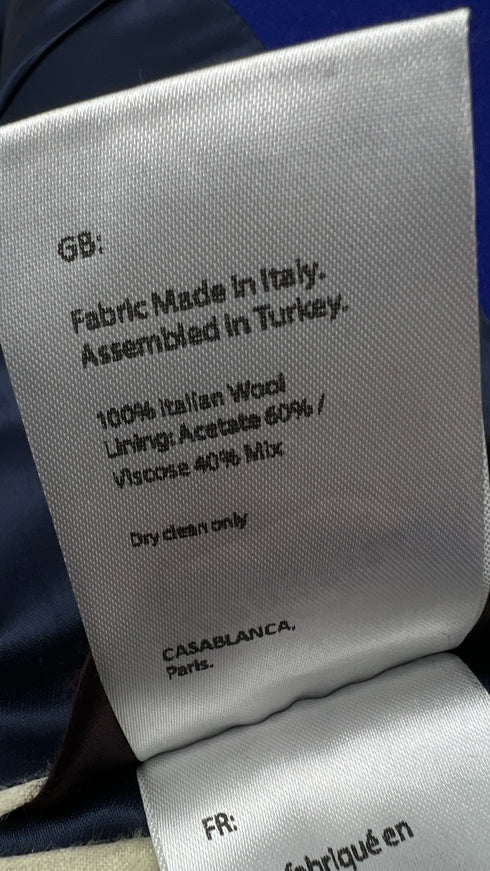 GB:
Fabric Made in Italy.
Assembled in Turkey.
100% Italian Wool
Lining: Acetate 60% /
Viscose 40% Mix
Dry clean only
CASABLANCA,
Paris.
FR:
fabriqué en